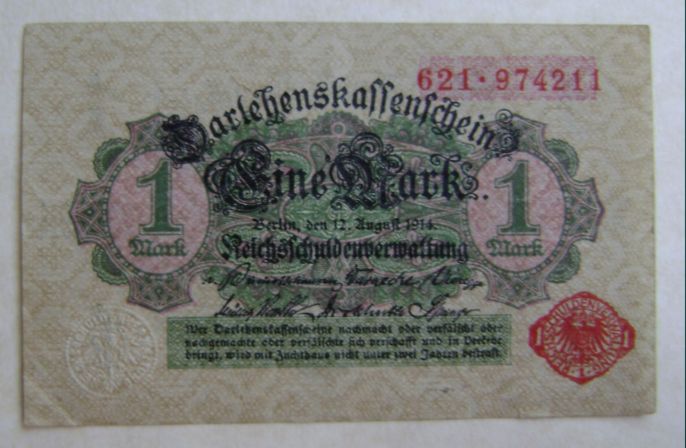 621·974211
Darlehenskassenschein
Eine Mark.
1
Mark
1
Mark
Berlin, den 12. August 1914.
Reichsschuldenverwaltung
Wer Darlehenskassenscheine nachmacht oder verfälscht oder
nachgemachte oder verfälschte sich verschafft und in Verkehr
bringt, wird mit Zuchthaus nicht unter zwei Jahren bestraft.
1
1